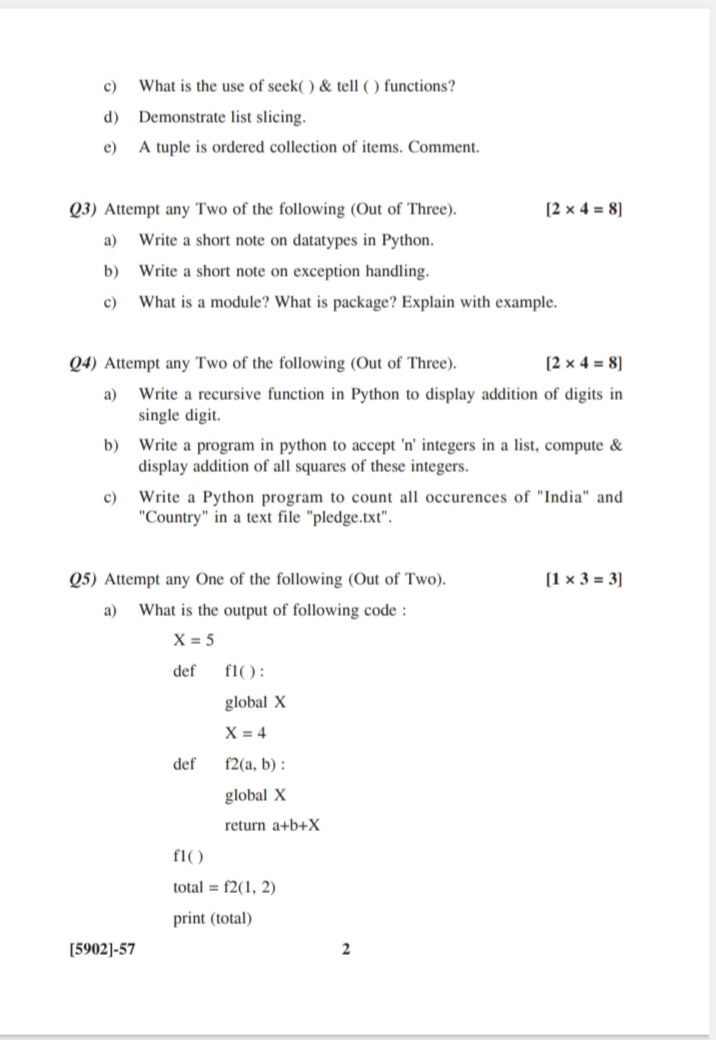 c) What is the use of seek( ) & tell ( ) functions?
d) Demonstrate list slicing.
e) A tuple is ordered collection of items. Comment.
Q3) Attempt any Two of the following (Out of Three). [2 × 4 = 8]
a) Write a short note on datatypes in Python.
b) Write a short note on exception handling.
c) What is a module? What is package? Explain with example.
Q4) Attempt any Two of the following (Out of Three). [2 × 4 = 8]
a) Write a recursive function in Python to display addition of digits in
single digit.
b) Write a program in python to accept 'n' integers in a list, compute &
display addition of all squares of these integers.
c) Write a Python program to count all occurences of "India" and
"Country" in a text file "pledge.txt".
Q5) Attempt any One of the following (Out of Two). [1 × 3 = 3]
a) What is the output of following code :
X = 5
def f1( ) :
global X
X = 4
def f2(a, b) :
global X
return a+b+X
f1( )
total = f2(1, 2)
print (total)
[5902]-57 2